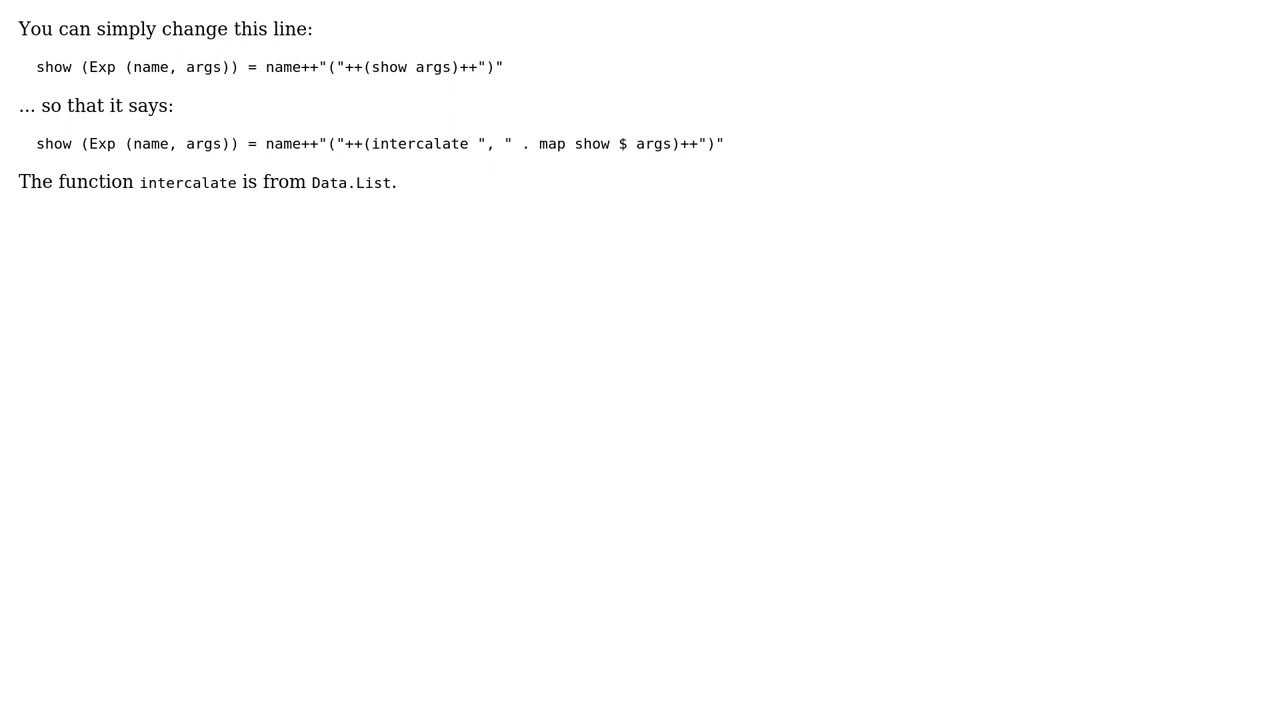 You can simply change this line:
show (Exp (name, args)) = name++"("++(show args)++")"
... so that it says:
show (Exp (name, args)) = name++"("++(intercalate ", " . map show $ args)++")"
The function intercalate is from Data.List.